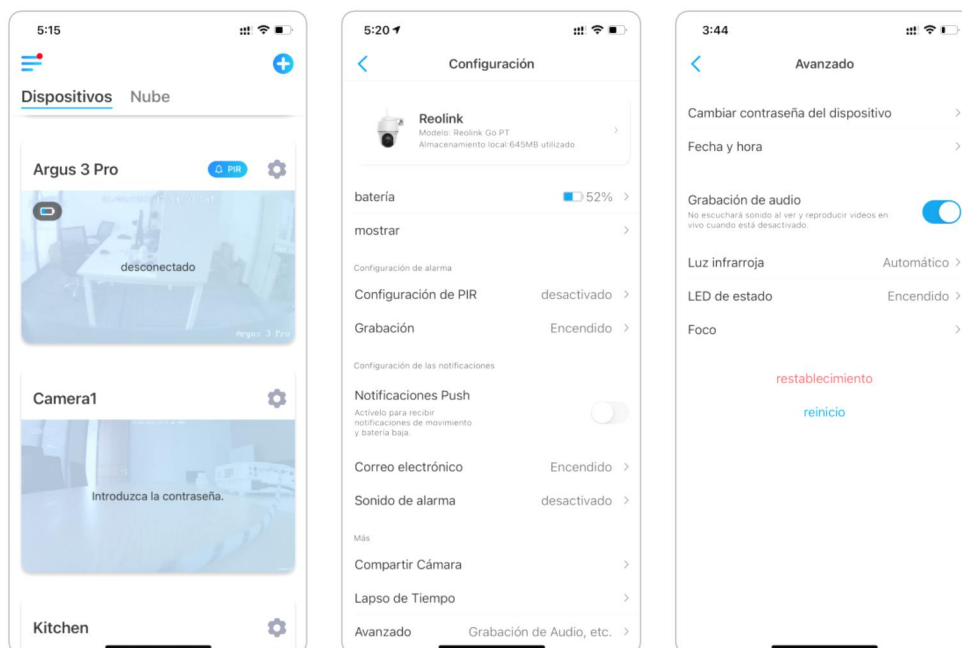 5:15
Dispositivos Nube
Argus 3 Pro PIR
desconectado
Argus 3 Pro
Camera1
Introduzca la contraseña.
Kitchen
5:20
Configuración
Reolink
Modelo: Reolink Go PT
Almacenamiento local:645MB utilizado
batería 52%
mostrar
Configuración de alarma
Configuración de PIR desactivado
Grabación Encendido
Configuración de las notificaciones
Notificaciones Push
Actívelo para recibir
notificaciones de movimiento
y batería baja.
Correo electrónico Encendido
Sonido de alarma desactivado
Más
Compartir Cámara
Lapso de Tiempo
Avanzado Grabación de Audio, etc.
3:44
Avanzado
Cambiar contraseña del dispositivo
Fecha y hora
Grabación de audio
No escuchará sonido al ver y reproducir videos en
vivo cuando está desactivado.
Luz infrarroja Automático
LED de estado Encendido
Foco
restablecimiento
reinicio